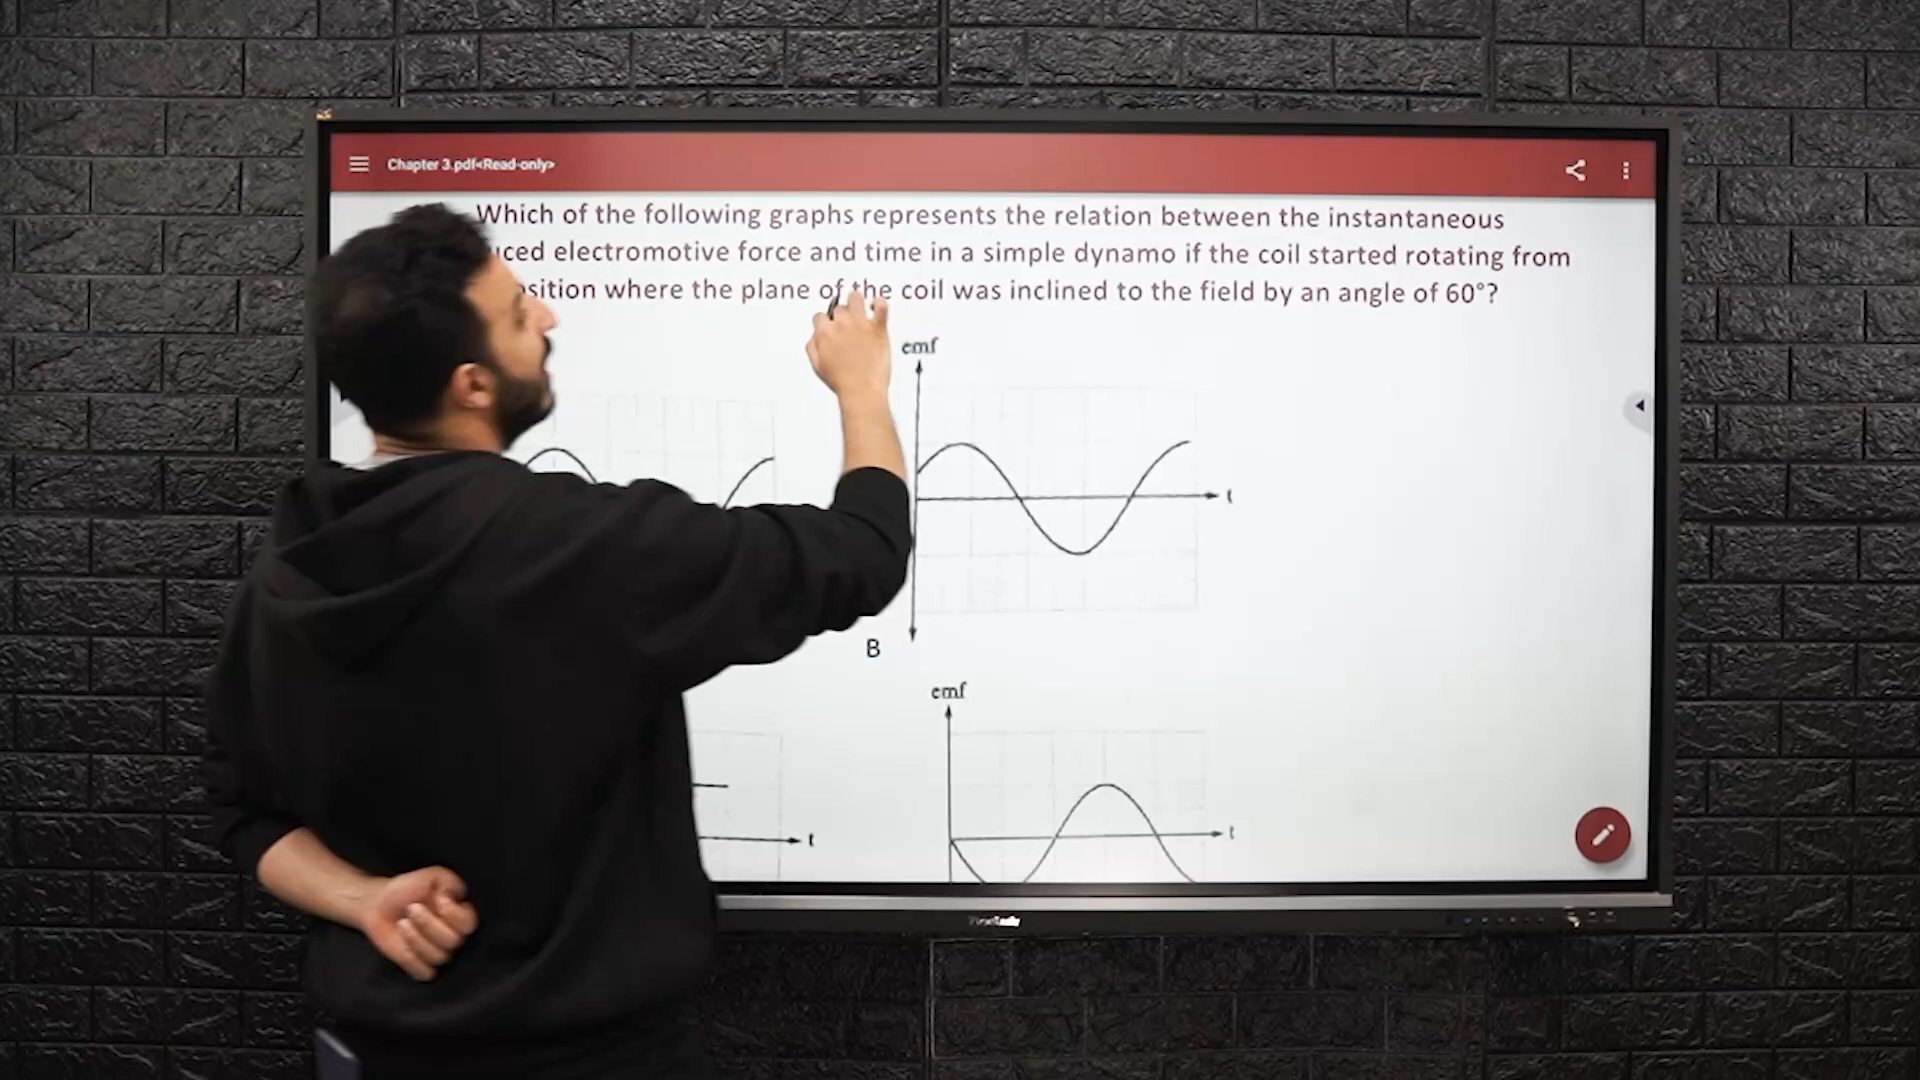 Chapter 3.pdf<Read-only>
Which of the following graphs represents the relation between the instantaneous
electromotive force and time in a simple dynamo if the coil started rotating from
where the plane of the coil was inclined to the field by an angle of 60°?
emf
t
B
emf
t
t